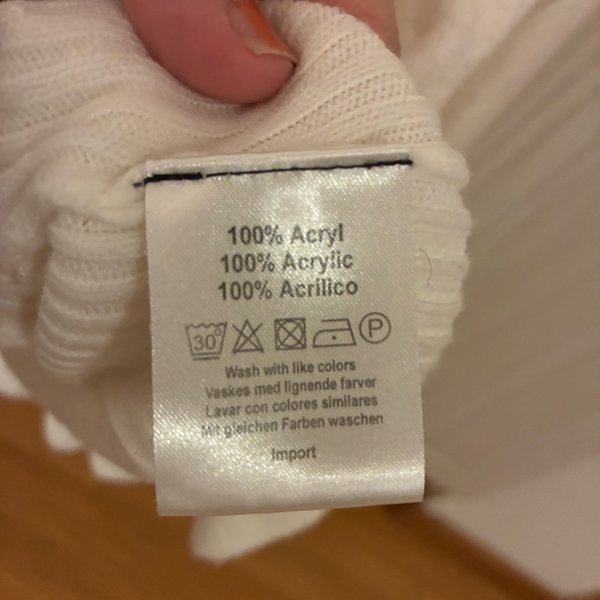 100% Acryl
100% Acrylic
100% Acrilico
30° P
Wash with like colors
Vaskes med lignende farver
Lavar con colores similares
Mit gleichen Farben waschen
Import